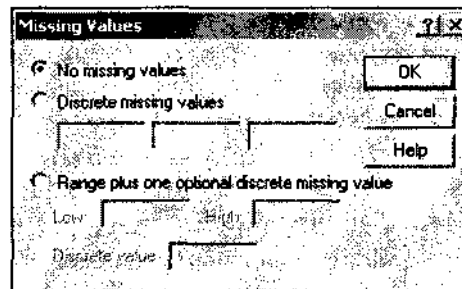 Missing Values ? ×
No missing values
OK
Discrete missing values
Cancel
Help
Range plus one optional discrete missing value
Low High
Discrete value